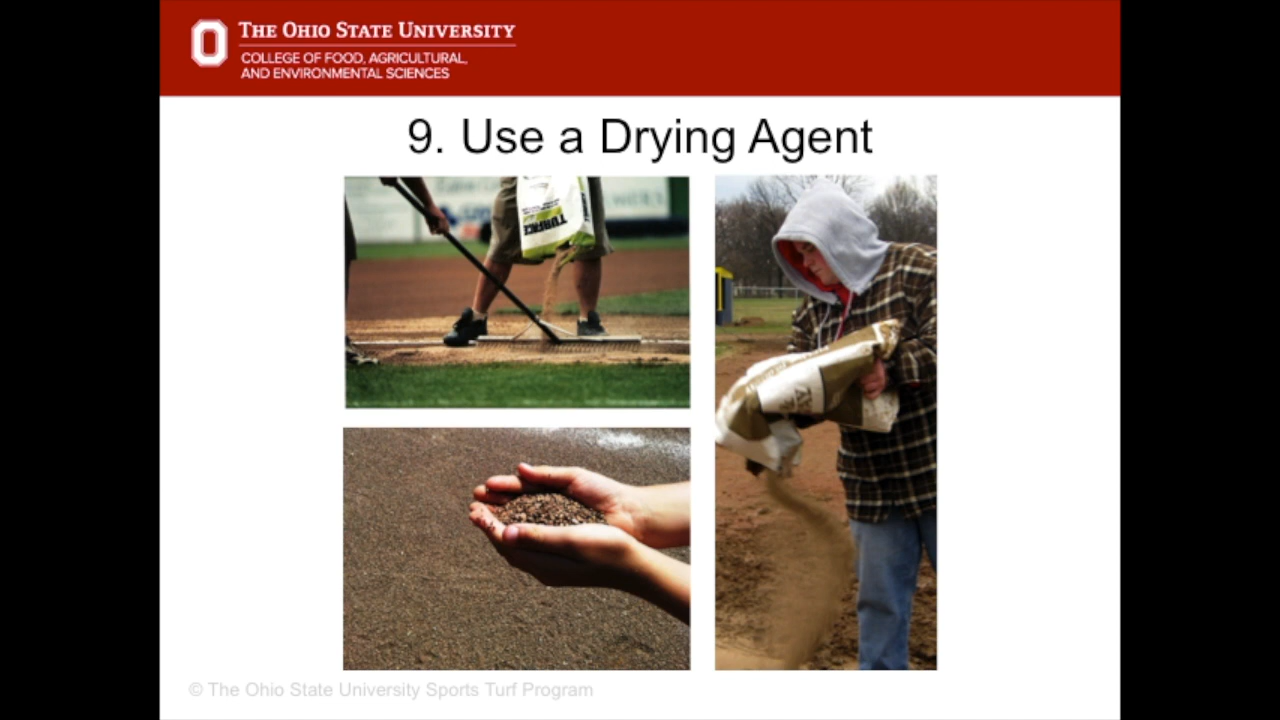 THE OHIO STATE UNIVERSITY
COLLEGE OF FOOD, AGRICULTURAL,
AND ENVIRONMENTAL SCIENCES
9. Use a Drying Agent
TURFACE
© The Ohio State University Sports Turf Program